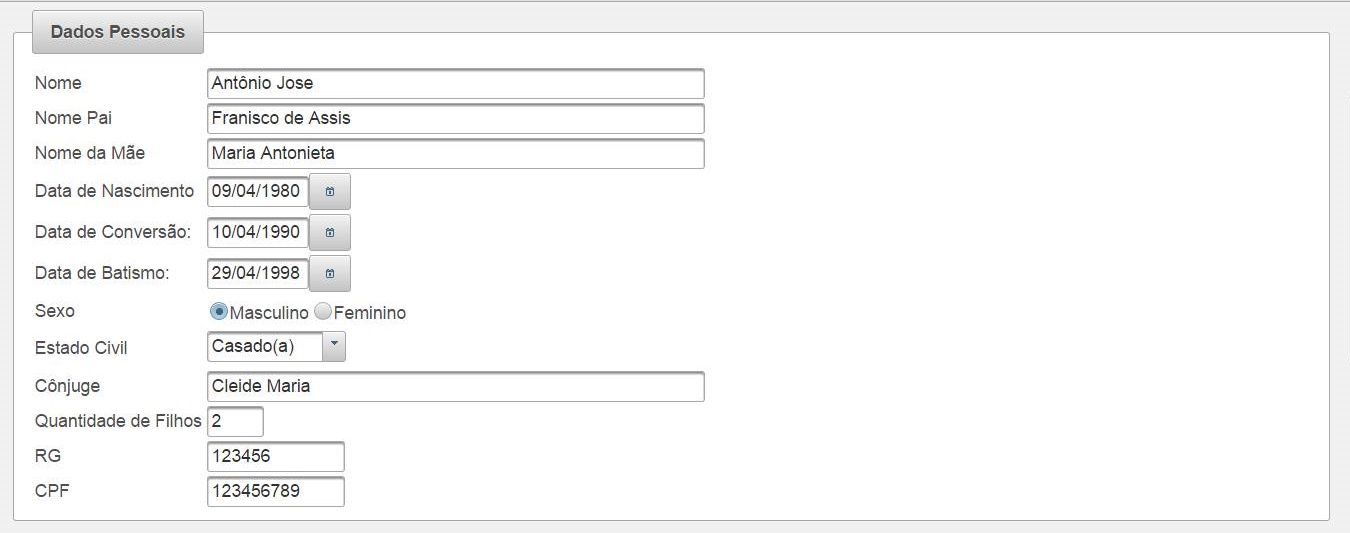 Dados Pessoais
Nome Antônio Jose
Nome Pai Franisco de Assis
Nome da Mãe Maria Antonieta
Data de Nascimento 09/04/1980
Data de Conversão: 10/04/1990
Data de Batismo: 29/04/1998
Sexo Masculino Feminino
Estado Civil Casado(a)
Cônjuge Cleide Maria
Quantidade de Filhos 2
RG 123456
CPF 123456789